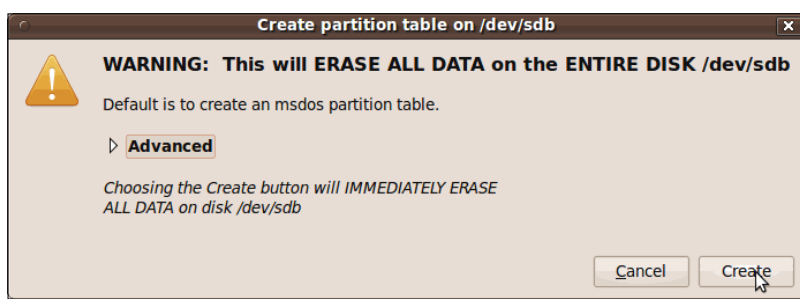 Create partition table on /dev/sdb
WARNING: This will ERASE ALL DATA on the ENTIRE DISK /dev/sdb
Default is to create an msdos partition table.
Advanced
Choosing the Create button will IMMEDIATELY ERASE
ALL DATA on disk /dev/sdb
Cancel Create